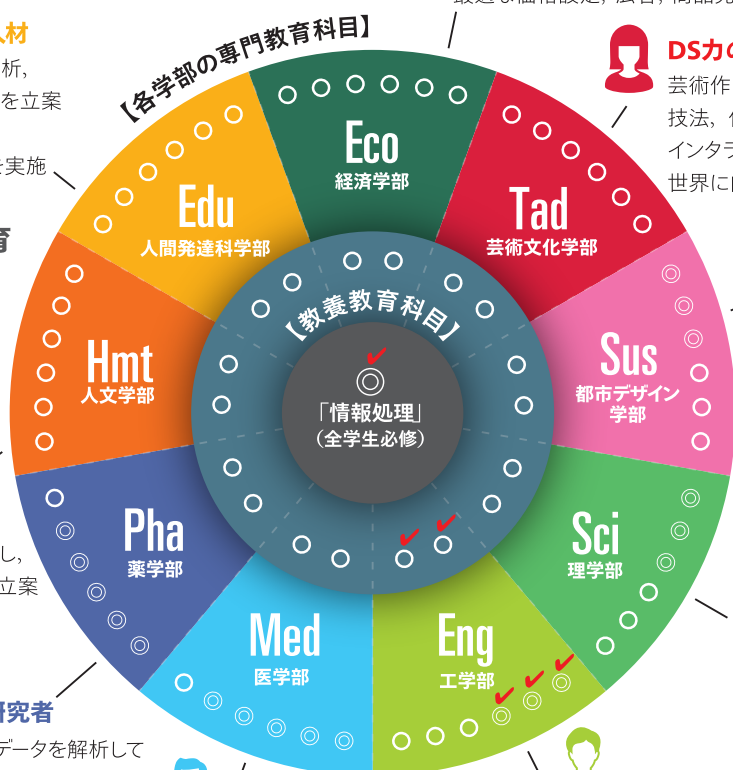 人材
【各学部の専門教育科目】
DS力の
析,
芸術作
を立案
技法,
インタラ
を実施
世界に
育
Eco
経済学部
Edu
人間発達科学部
Tad
芸術文化学部
【教養教育科目】
Hmt
人文学部
Sus
都市デザイン
学部
◎
「情報処理」
(全学生必修)
Pha
薬学部
Sci
理学部
し,
立案
Med
医学部
Eng
工学部
研究者
データを解析して